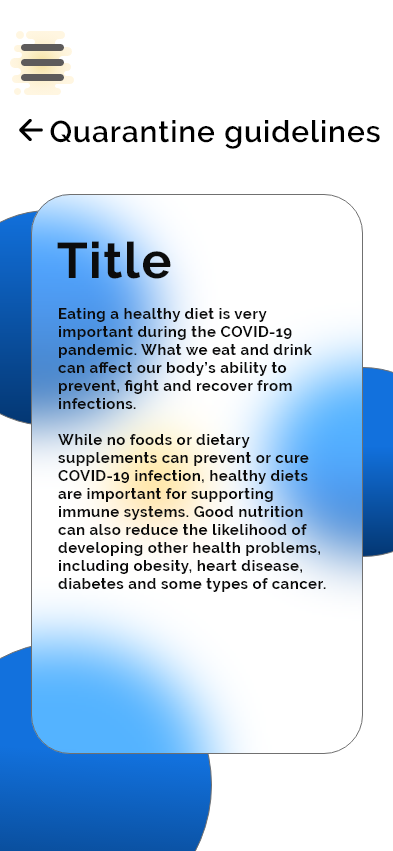 Quarantine guidelines
Title
Eating a healthy diet is very
important during the COVID-19
pandemic. What we eat and drink
can affect our body’s ability to
prevent, fight and recover from
infections.
While no foods or dietary
supplements can prevent or cure
COVID-19 infection, healthy diets
are important for supporting
immune systems. Good nutrition
can also reduce the likelihood of
developing other health problems,
including obesity, heart disease,
diabetes and some types of cancer.